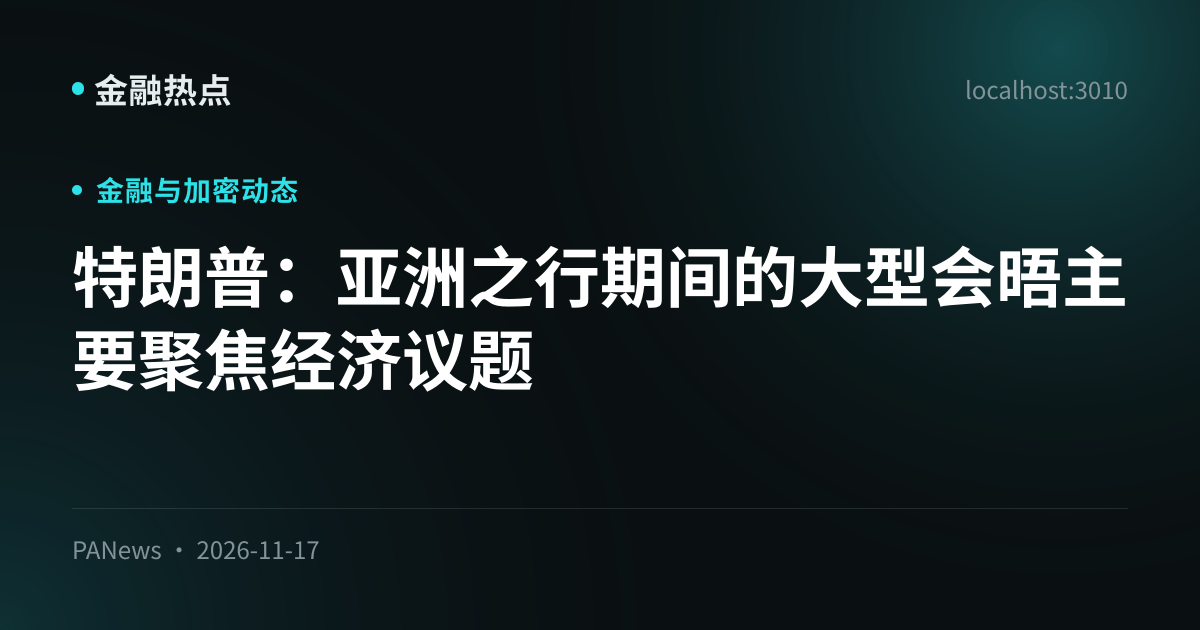 金融热点
localhost:3010
金融与加密动态
特朗普：亚洲之行期间的大型会晤主
要聚焦经济议题
PANews • 2026-11-17